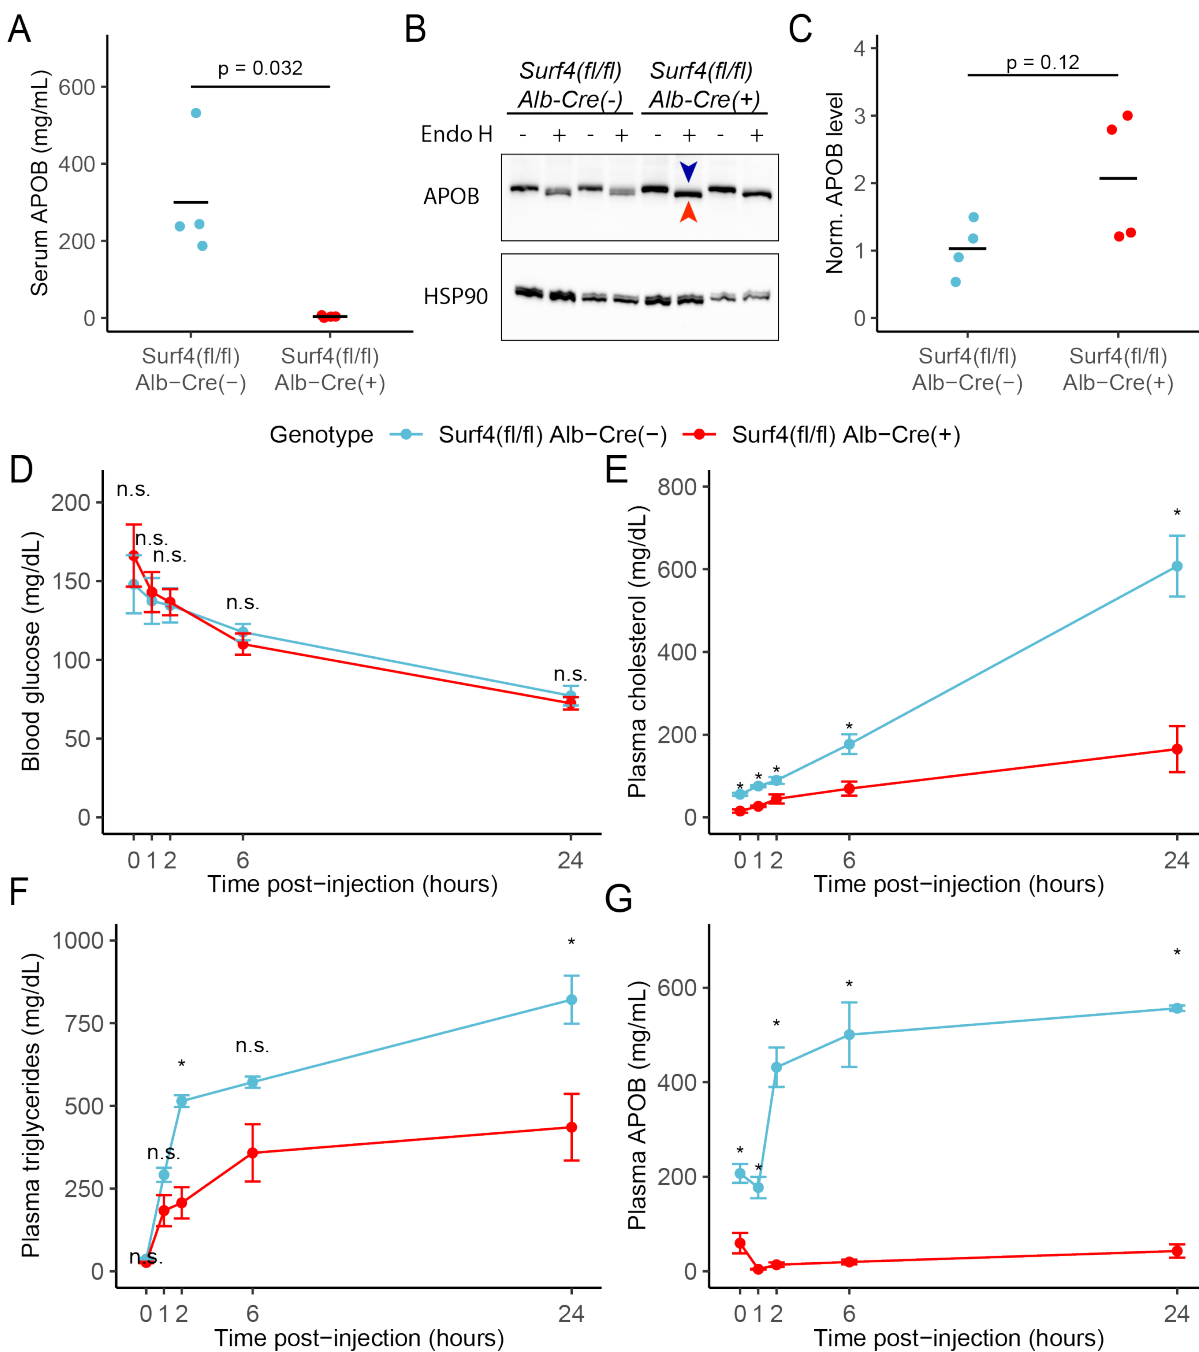 A
Serum APOB (mg/mL)
600
400
200
0
p = 0.032
Surf4(fl/fl)
Alb−Cre(−)
Surf4(fl/fl)
Alb−Cre(+)
B
Surf4(fl/fl)
Alb-Cre(-)
Surf4(fl/fl)
Alb-Cre(+)
Endo H - + - + - + - +
APOB
HSP90
C
Norm. APOB level
4
3
2
1
0
p = 0.12
Surf4(fl/fl)
Alb−Cre(−)
Surf4(fl/fl)
Alb−Cre(+)
Genotype Surf4(fl/fl) Alb−Cre(−) Surf4(fl/fl) Alb−Cre(+)
D
Blood glucose (mg/dL)
200
150
100
50
0
n.s.
n.s.
n.s.
n.s.
n.s.
0 1 2 6 24
Time post−injection (hours)
E
Plasma cholesterol (mg/dL)
800
600
400
200
0
* * * * *
0 1 2 6 24
Time post−injection (hours)
F
Plasma triglycerides (mg/dL)
1000
750
500
250
0
n.s.
n.s.
*
n.s.
*
0 1 2 6 24
Time post−injection (hours)
G
Plasma APOB (mg/mL)
600
400
200
0
* * * * *
0 1 2 6 24
Time post−injection (hours)